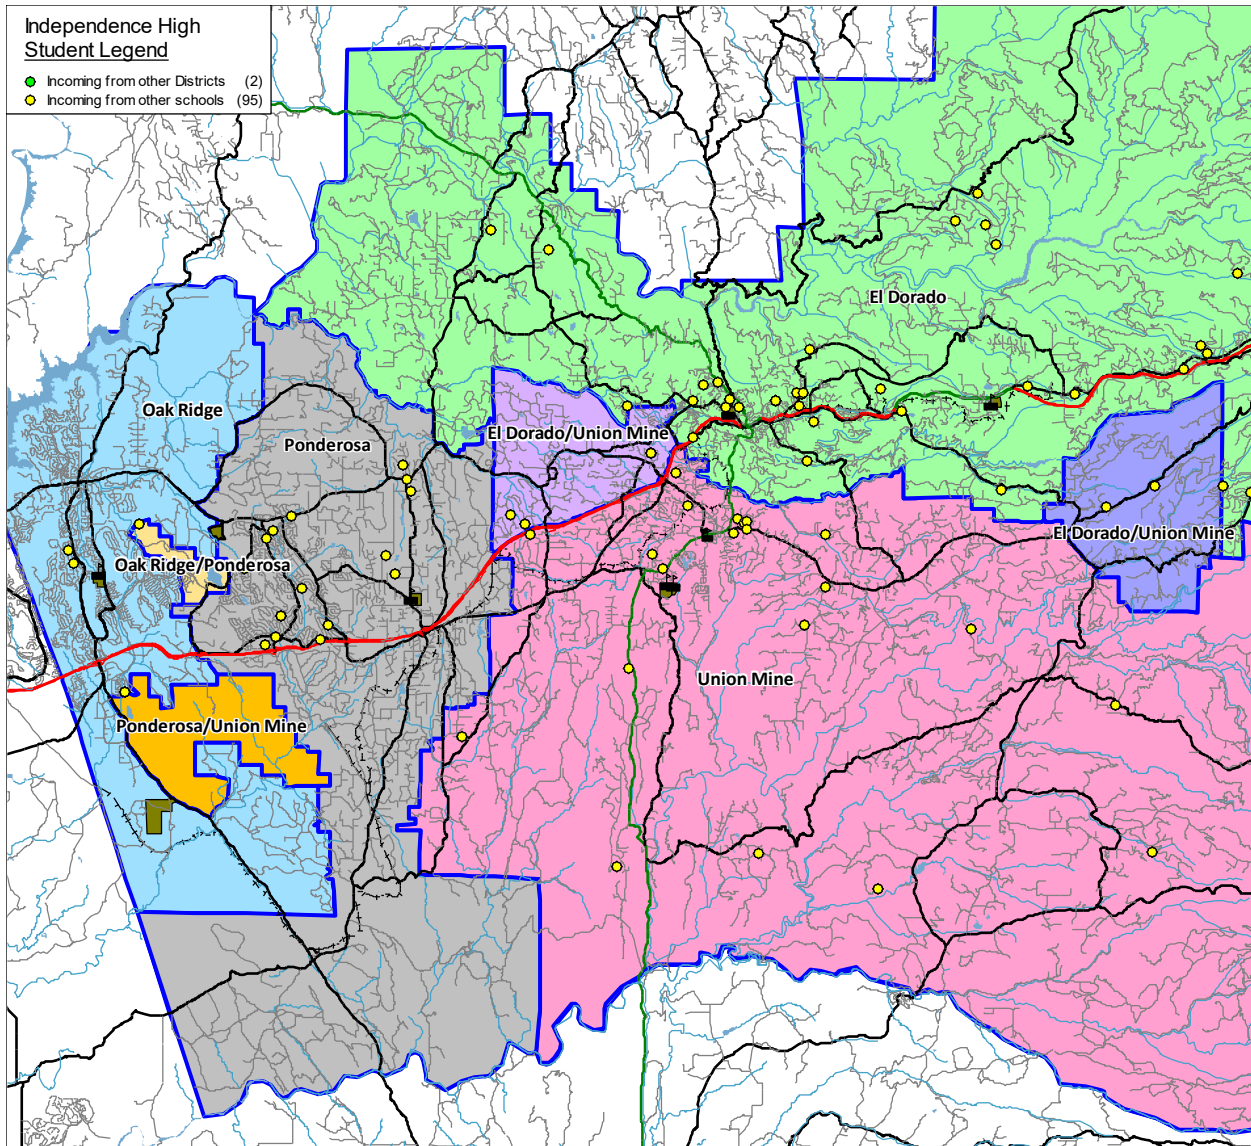 Independence High
Student Legend
Incoming from other Districts (2)
Incoming from other schools (95)
El Dorado
Oak Ridge
El Dorado/Union Mine
Ponderosa
El Dorado/Union Mine
Oak Ridge/Ponderosa
Union Mine
Ponderosa/Union Mine